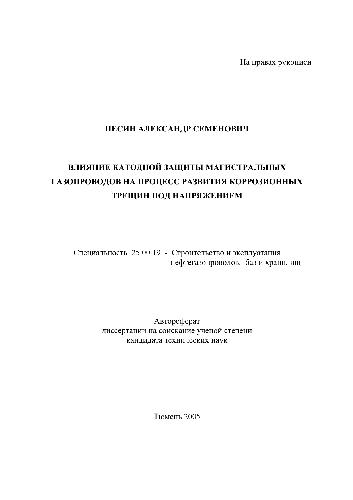 На правах рукописи
ПЕСИН АЛЕКСАНДР СЕМЕНОВИЧ
ВЛИЯНИЕ КАТОДНОЙ ЗАЩИТЫ МАГИСТРАЛЬНЫХ
ГАЗОПРОВОДОВ НА ПРОЦЕСС РАЗВИТИЯ КОРРОЗИОННЫХ
ТРЕЩИН ПОД НАПРЯЖЕНИЕМ
Специальность 25.00.19 - Строительство и эксплуатация
нефтегазопроводов, баз и хранилищ
Автореферат
диссертации на соискание ученой степени
кандидата технических наук
Тюмень 2005